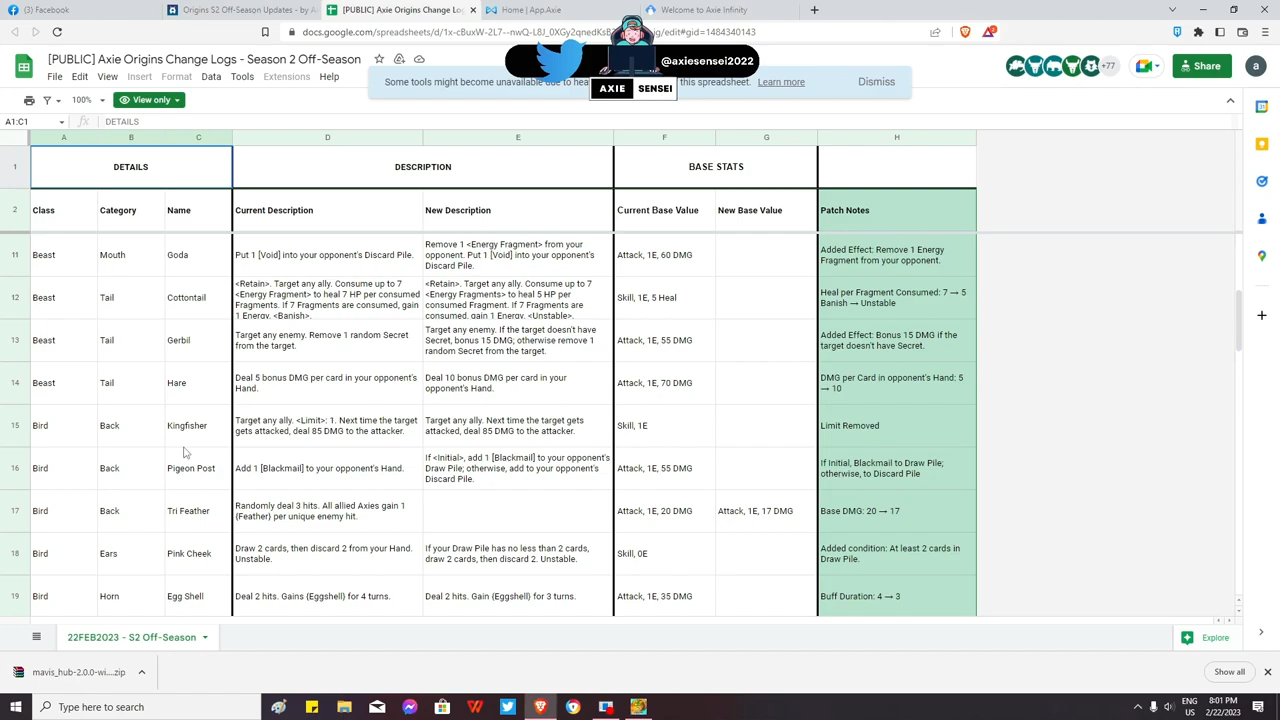 (1) Facebook
Origins S2 Off-Season Updates - by A
[PUBLIC] Axie Origins Change Logs
Home | App.Axie
Welcome to Axie Infinity
[PUBLIC] Axie Origins Change Logs - Season 2 Off-Season
File Edit View Insert Format Data Tools Extensions Help
+77
Share
a
@axiesensei2022
AXIE SENSEI
Some tools might become unavailable due to
this spreadsheet. Learn more
Dismiss
100%
View only
A1:C1
DETAILS
A B C D E F G H
1 DETAILS DESCRIPTION BASE STATS
2 Class Category Name Current Description New Description Current Base Value New Base Value Patch Notes
11 Beast Mouth Goda
Put 1 [Void] into your opponent's Discard Pile.
Remove 1 <Energy Fragment> from your
opponent. Put 1 [Void] into your opponent's
Discard Pile.
Attack, 1E, 60 DMG
Added Effect: Remove 1 Energy
Fragment from your opponent.
12 Beast Tail Cottontail
<Retain>. Target any ally. Consume up to 7
<Energy Fragment> to heal 7 HP per consumed
Fragments. If 7 Fragments are consumed, gain
1 Energy. <Banish>.
<Retain>. Target any ally. Consume up to 7
<Energy Fragments> to heal 5 HP per
consumed Fragment. If 7 Fragments are
consumed, gain 1 Energy. <Unstable>.
Skill, 1E, 5 Heal
Heal per Fragment Consumed: 7 → 5
Banish → Unstable
13 Beast Tail Gerbil
Target any enemy. Remove 1 random Secret
from the target.
Target any enemy. If the target doesn't have
Secret, bonus 15 DMG; otherwise remove 1
random Secret from the target.
Attack, 1E, 55 DMG
Added Effect: Bonus 15 DMG if the
target doesn't have Secret.
14 Beast Tail Hare
Deal 5 bonus DMG per card in your opponent's
Hand.
Deal 10 bonus DMG per card in your
opponent's Hand.
Attack, 1E, 70 DMG
DMG per Card in opponent's Hand: 5
→ 10
15 Bird Back Kingfisher
Target any ally. <Limit>: 1. Next time the target
gets attacked, deal 85 DMG to the attacker.
Target any ally. Next time the target gets
attacked, deal 85 DMG to the attacker.
Skill, 1E
Limit Removed
16 Bird Back Pigeon Post
Add 1 [Blackmail] to your opponent's Hand.
If <Initial>, add 1 [Blackmail] to your opponent's
Draw Pile; otherwise, add to your opponent's
Discard Pile.
Attack, 1E, 55 DMG
If Initial, Blackmail to Draw Pile;
otherwise, to Discard Pile
17 Bird Back Tri Feather
Randomly deal 3 hits. All allied Axies gain 1
{Feather} per unique enemy hit.
Attack, 1E, 20 DMG
Attack, 1E, 17 DMG
Base DMG: 20 → 17
18 Bird Ears Pink Cheek
Draw 2 cards, then discard 2 from your Hand.
Unstable.
If your Draw Pile has no less than 2 cards,
draw 2 cards, then discard 2. Unstable.
Skill, 0E
Added condition: At least 2 cards in
Draw Pile.
19 Bird Horn Egg Shell
Deal 2 hits. Gains {Eggshell} for 4 turns.
Deal 2 hits. Gain {Eggshell} for 3 turns.
Attack, 1E, 35 DMG
Buff Duration: 4 → 3
22FEB2023 - S2 Off-Season
Explore
mavis_hub-2.0.0-wi....zip
Show all
Type here to search
ENG
US
8:01 PM
2/22/2023